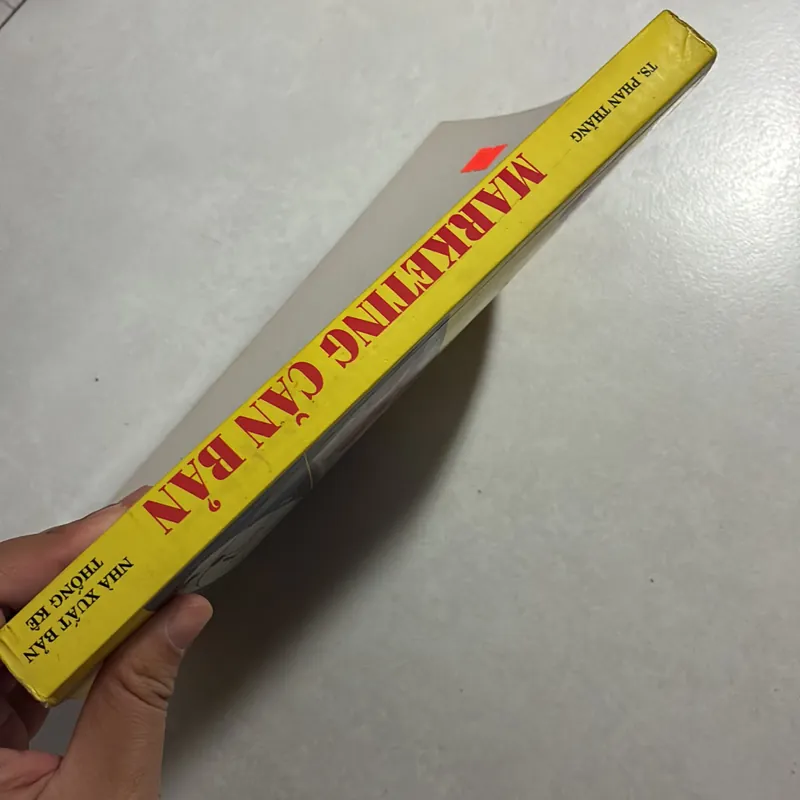 TS. PHAN THĂNG
MARKETING CĂN BẢN
NHÀ XUẤT BẢN
THỐNG KÊ